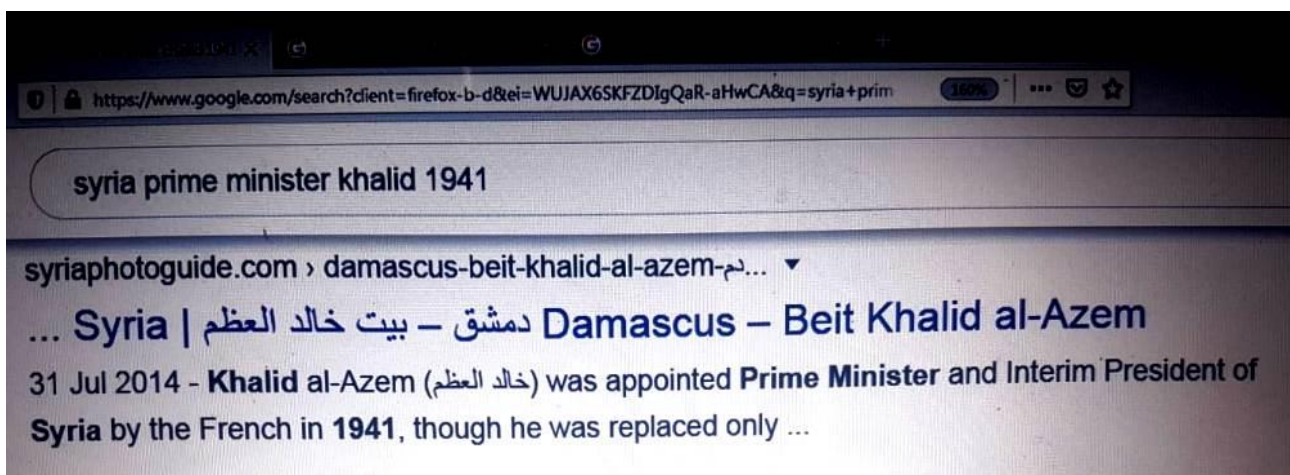 https://www.google.com/search?client=firefox-b-d&ei=WUJAX6SKFZDIgQaR-aHwCA&q=syria+prim 160%
syria prime minister khalid 1941
syriaphotoguide.com › damascus-beit-khalid-al-azem-دم...
... Syria | دمشق – بيت خالد العظم Damascus – Beit Khalid al-Azem
31 Jul 2014 - Khalid al-Azem (خالد العظم) was appointed Prime Minister and Interim President of
Syria by the French in 1941, though he was replaced only ...